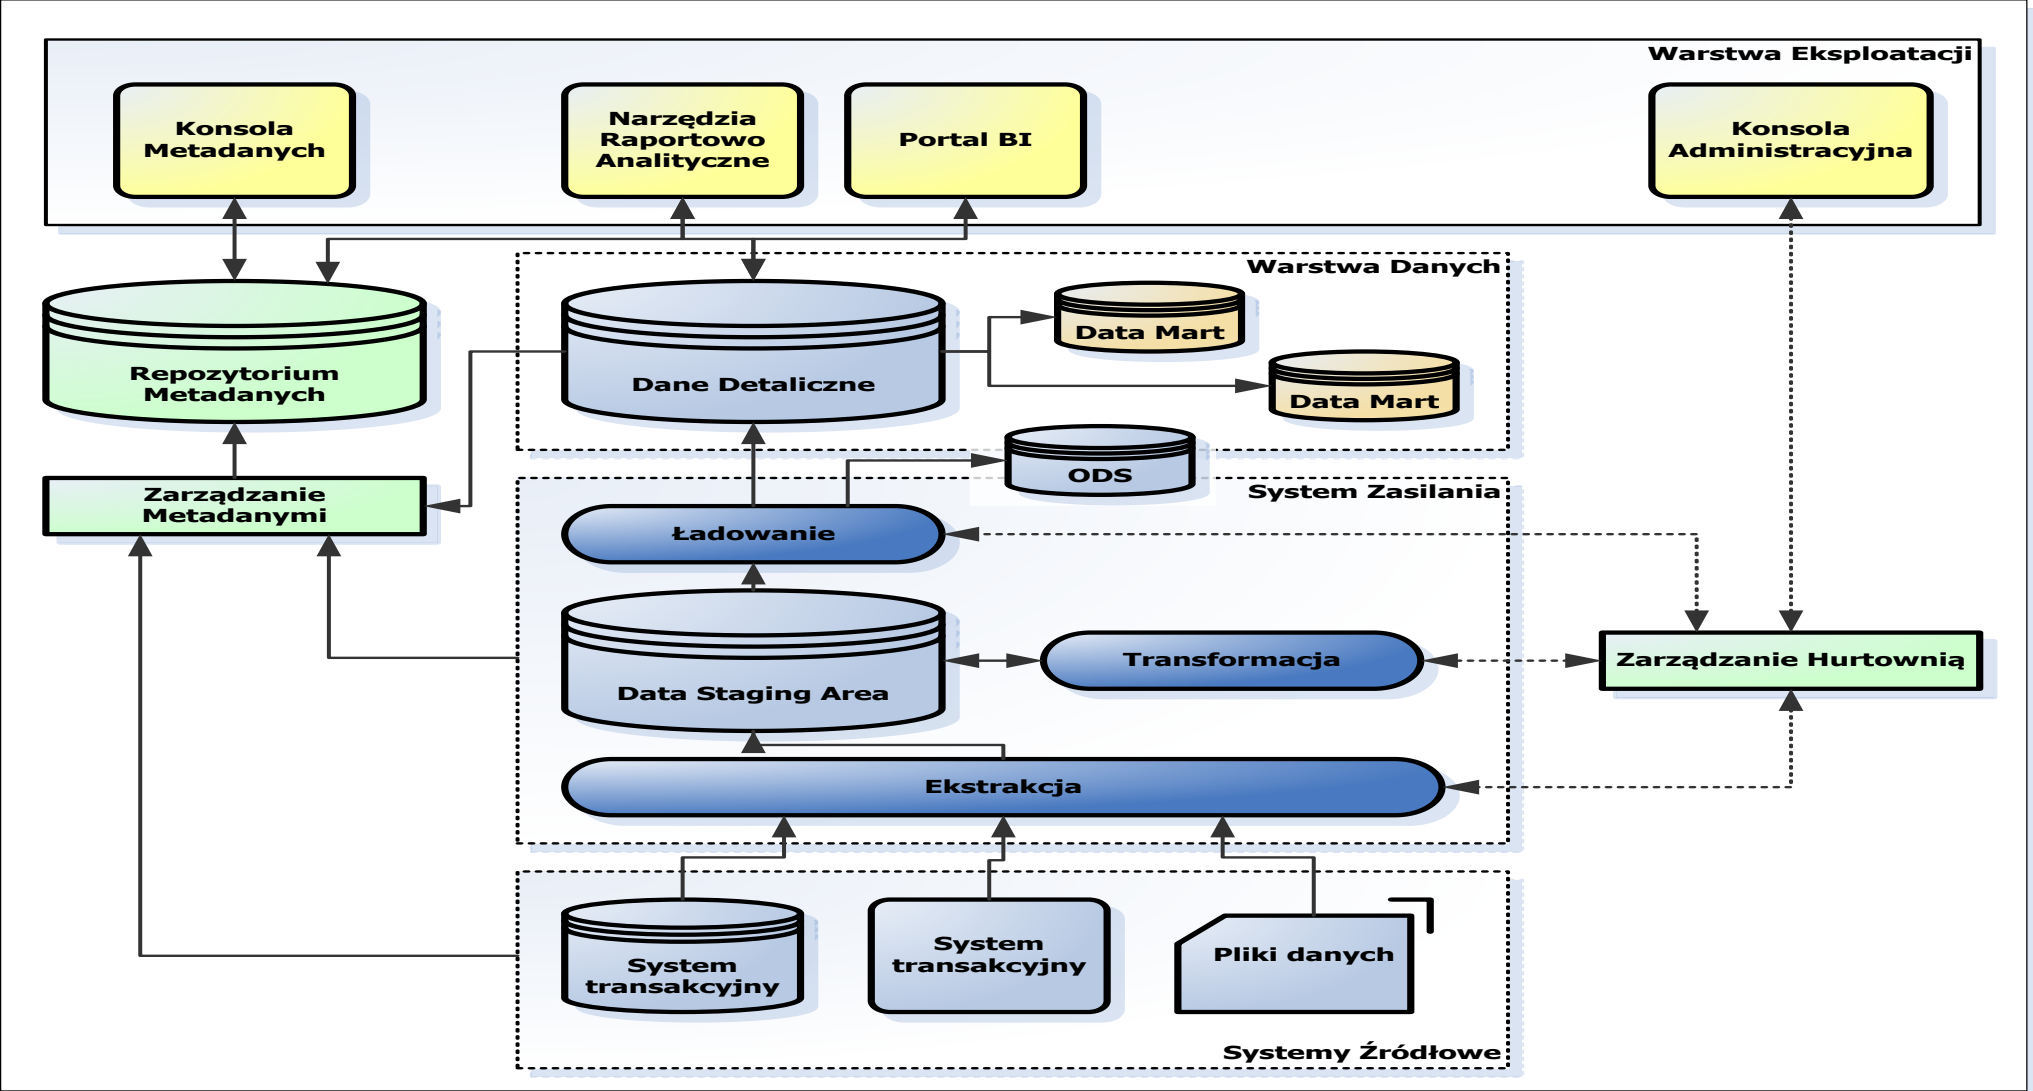 Warstwa Eksploatacji
Konsola
Metadanych
Narzędzia
Raportowo
Analityczne
Portal BI
Konsola
Administracyjna
Warstwa Danych
Repozytorium
Metadanych
Dane Detaliczne
Data Mart
Data Mart
ODS
Zarządzanie
Metadanymi
System Zasilania
Ładowanie
Data Staging Area
Transformacja
Zarządzanie Hurtownią
Ekstrakcja
System
transakcyjny
System
transakcyjny
Pliki danych
Systemy Źródłowe